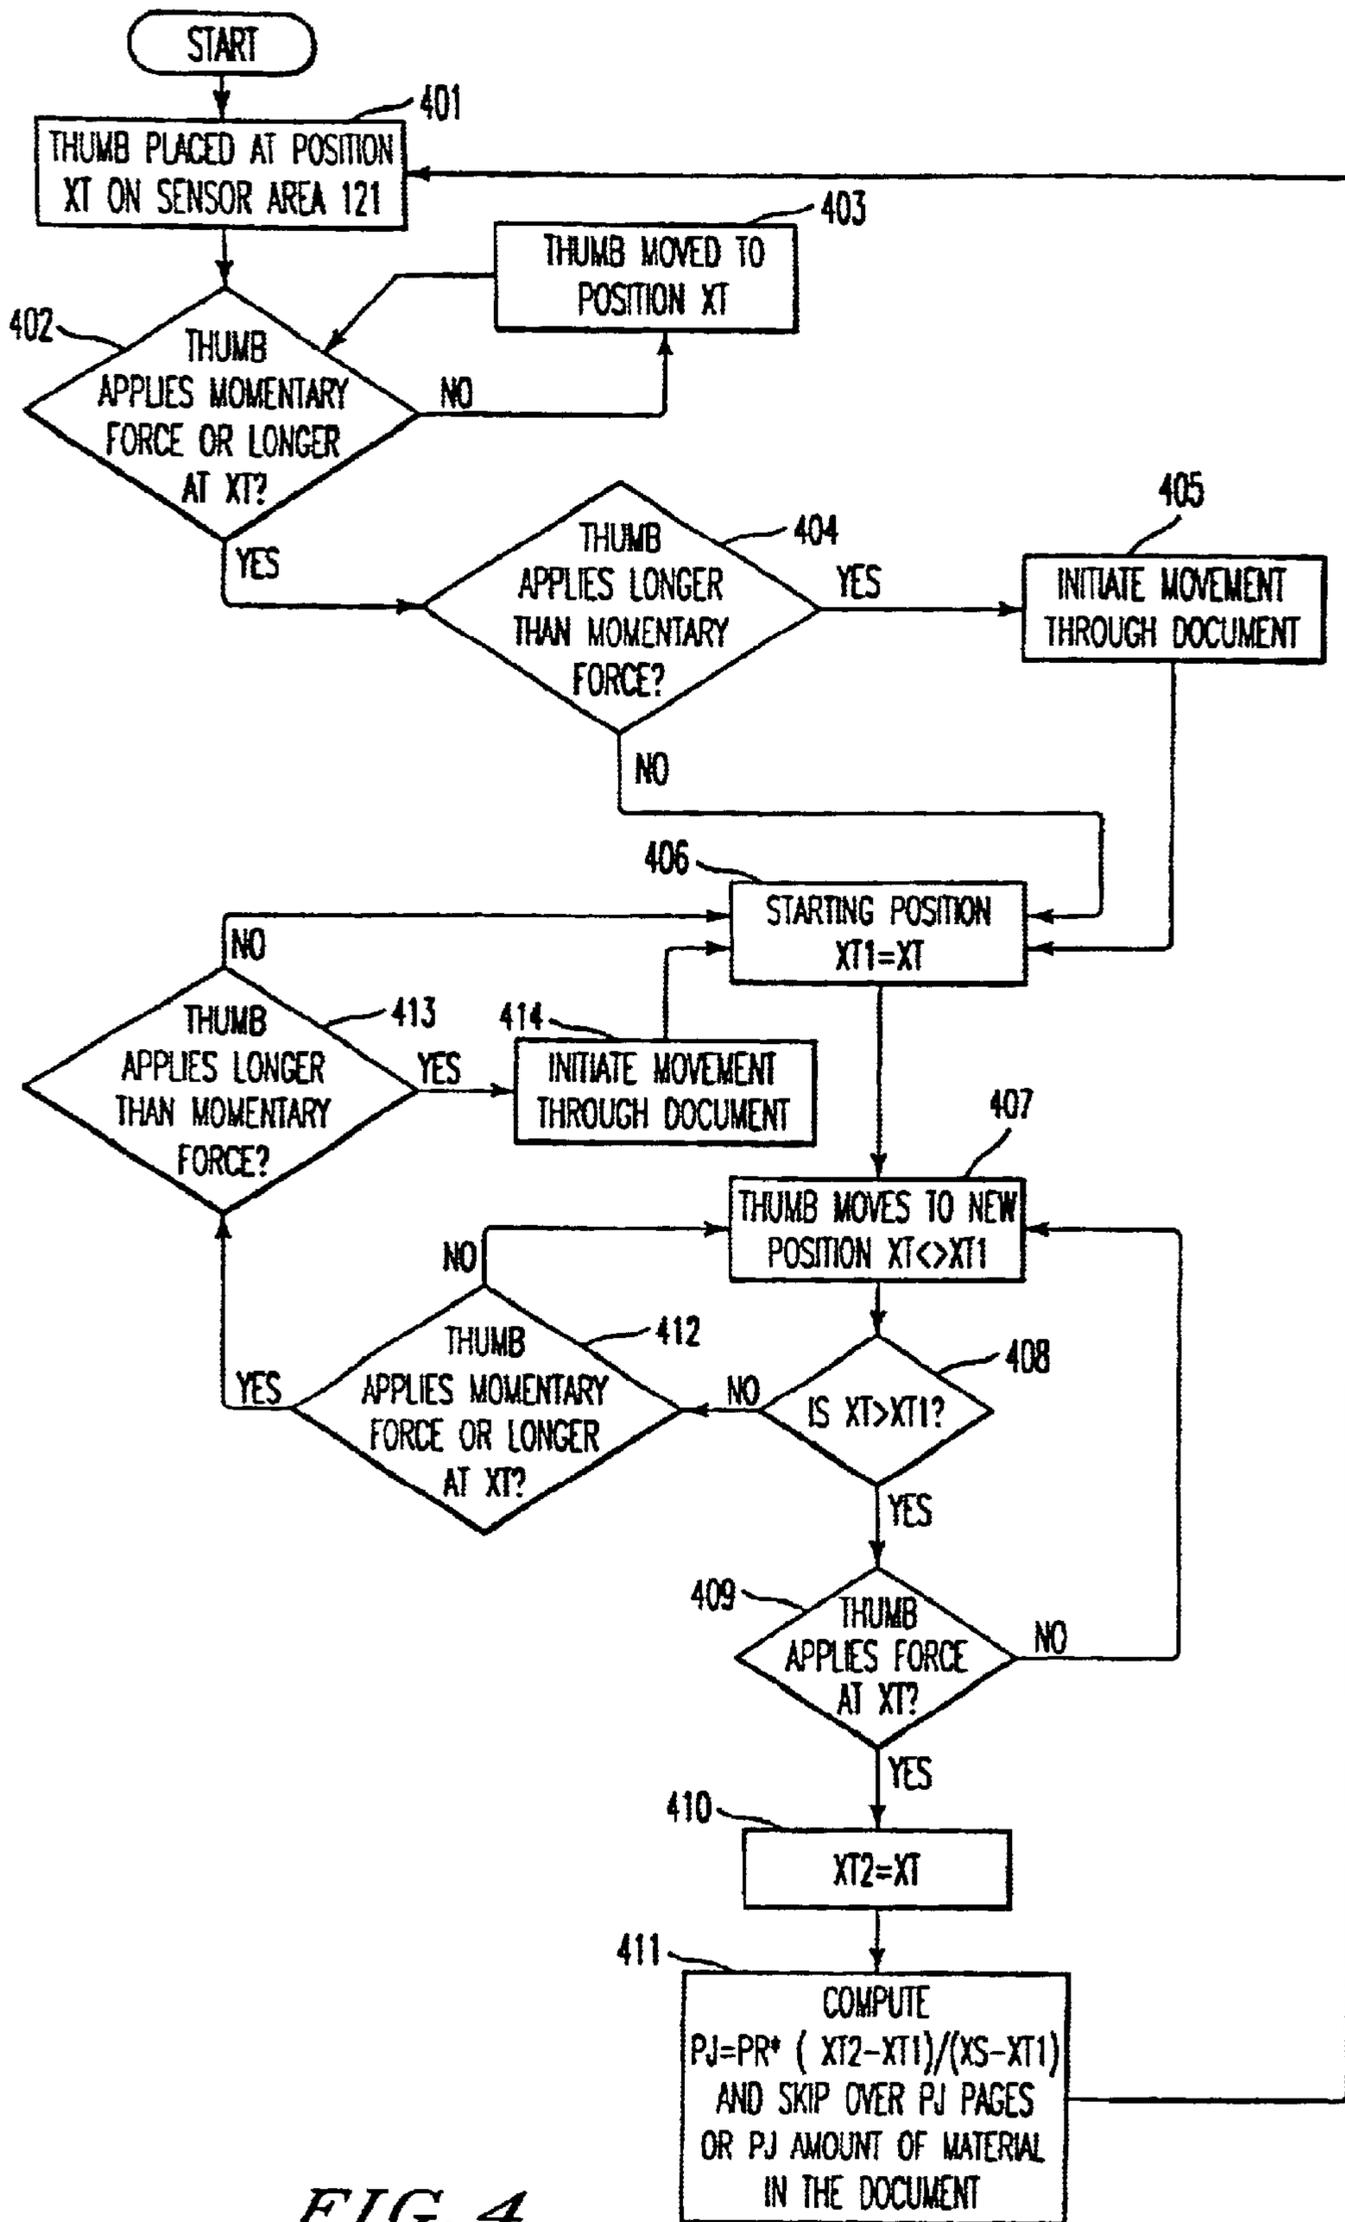 START
401
THUMB PLACED AT POSITION
XT ON SENSOR AREA 121
403
THUMB MOVED TO
POSITION XT
402
THUMB
APPLIES MOMENTARY
FORCE OR LONGER
AT XT?
NO
YES
404
THUMB
APPLIES LONGER
THAN MOMENTARY
FORCE?
YES
NO
405
INITIATE MOVEMENT
THROUGH DOCUMENT
406
STARTING POSITION
XT1=XT
NO
413
THUMB
APPLIES LONGER
THAN MOMENTARY
FORCE?
YES
414
INITIATE MOVEMENT
THROUGH DOCUMENT
407
THUMB MOVES TO NEW
POSITION XT<>XT1
NO
412
THUMB
APPLIES MOMENTARY
FORCE OR LONGER
AT XT?
YES
NO
408
IS XT>XT1?
YES
409
THUMB
APPLIES FORCE
AT XT?
NO
YES
410
XT2=XT
411
COMPUTE
PJ=PR* ( XT2-XT1)/(XS-XT1)
AND SKIP OVER PJ PAGES
OR PJ AMOUNT OF MATERIAL
IN THE DOCUMENT
FIG. 4